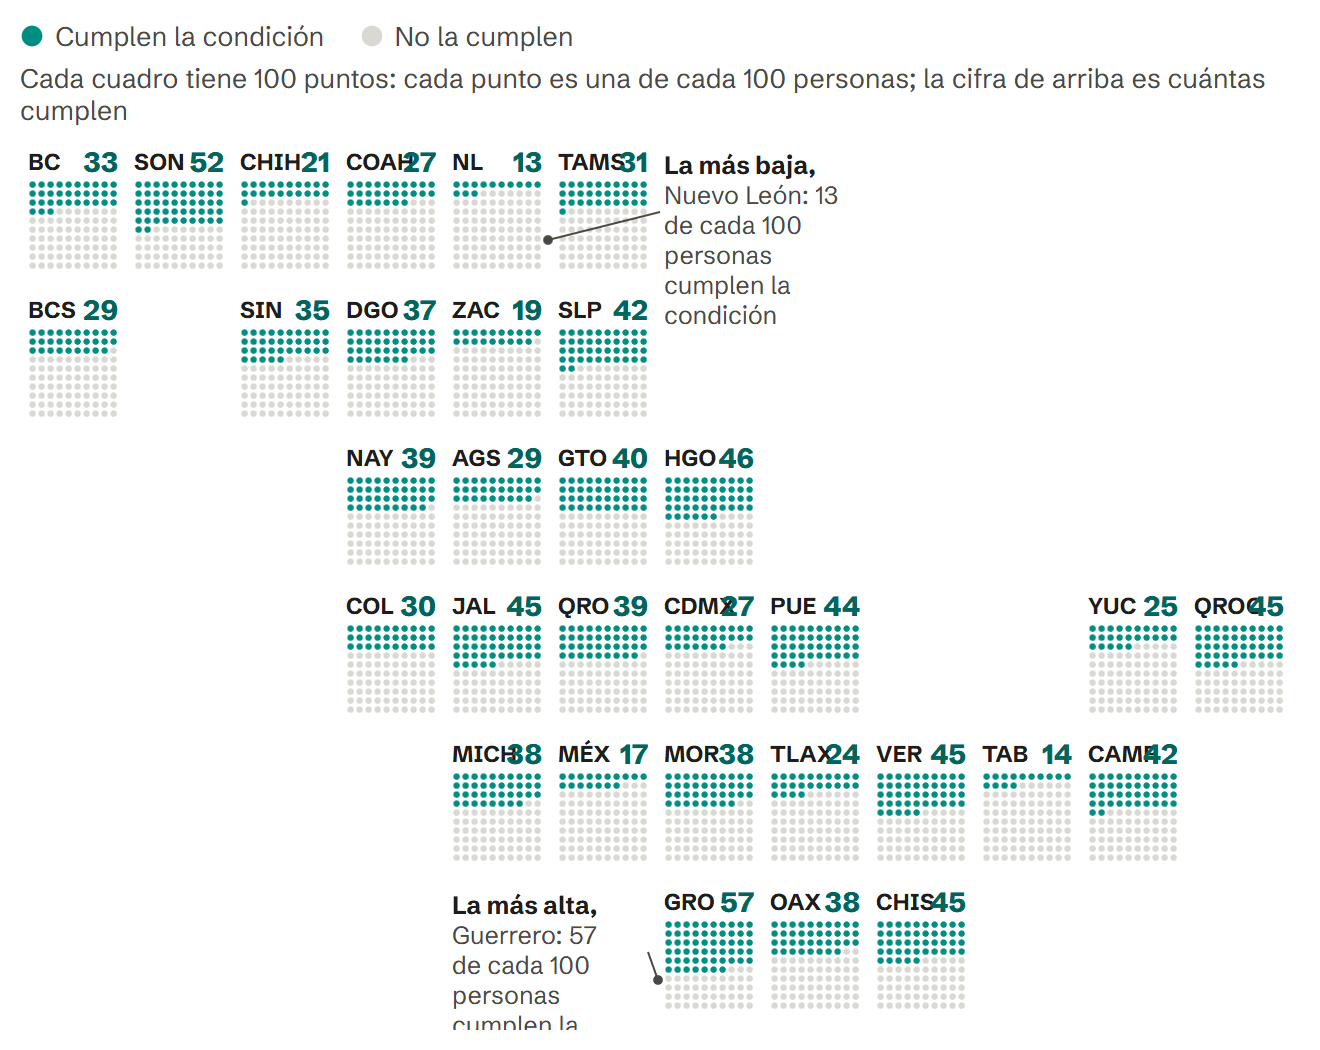 Cumplen la condición No la cumplen
Cada cuadro tiene 100 puntos: cada punto es una de cada 100 personas; la cifra de arriba es cuántas
cumplen
BC 33 SON 52 CHIH 21 COAH 27 NL 13 TAMS 31
La más baja,
Nuevo León: 13
de cada 100
personas
cumplen la
condición
BCS 29 SIN 35 DGO 37 ZAC 19 SLP 42
NAY 39 AGS 29 GTO 40 HGO 46
COL 30 JAL 45 QRO 39 CDMX 27 PUE 44 YUC 25 QROO 45
MICH 38 MÉX 17 MOR 38 TLAX 24 VER 45 TAB 14 CAMP 42
La más alta,
Guerrero: 57
de cada 100
personas
cumplen la
GRO 57 OAX 38 CHIS 45